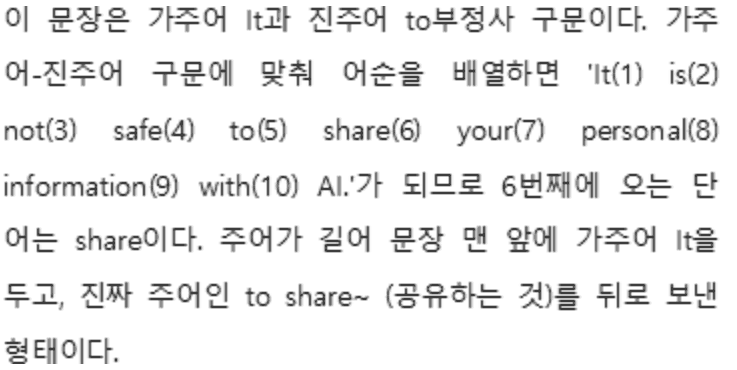 이 문장은 가주어 It과 진주어 to부정사 구문이다. 가주
어-진주어 구문에 맞춰 어순을 배열하면 'It(1) is(2)
not(3) safe(4) to(5) share(6) your(7) personal(8)
information(9) with(10) AI.'가 되므로 6번째에 오는 단
어는 share이다. 주어가 길어 문장 맨 앞에 가주어 It을
두고, 진짜 주어인 to share~ (공유하는 것)를 뒤로 보낸
형태이다.